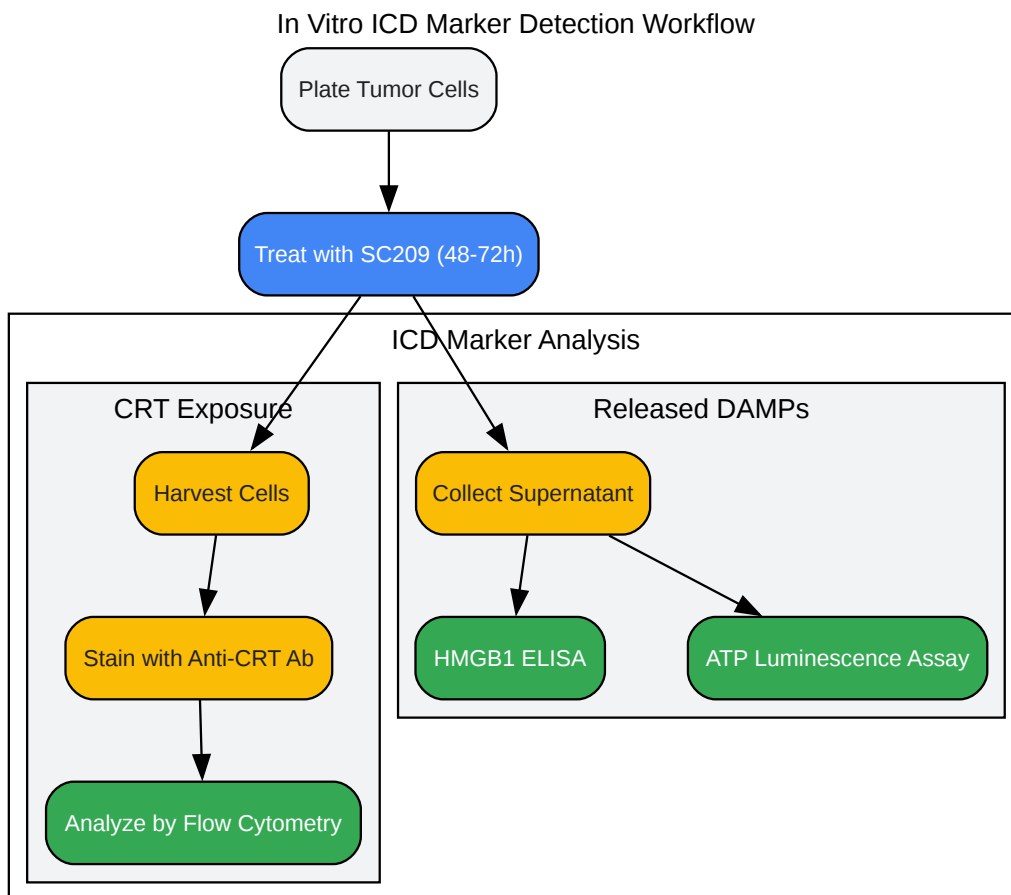 In Vitro ICD Marker Detection Workflow
Plate Tumor Cells
Treat with SC209 (48-72h)
ICD Marker Analysis
CRT Exposure
Released DAMPs
Harvest Cells
Collect Supernatant
Stain with Anti-CRT Ab
HMGB1 ELISA
ATP Luminescence Assay
Analyze by Flow Cytometry